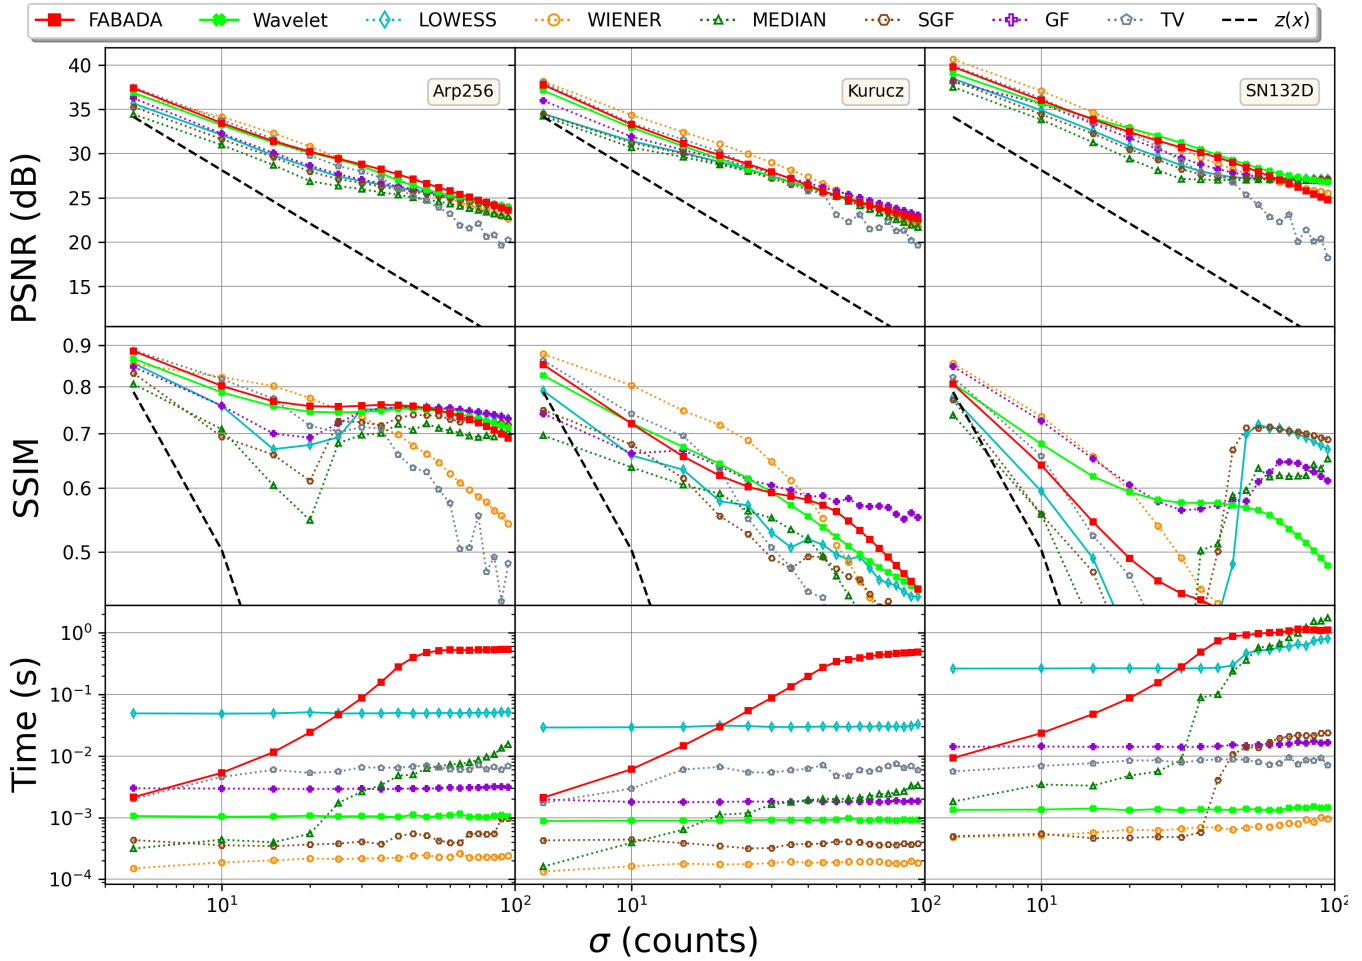 FABADA Wavelet LOWESS WIENER MEDIAN SGF GF TV z(x)
PSNR (dB)
40
35
30
25
20
15
Arp256
Kurucz
SN132D
SSIM
0.9
0.8
0.7
0.6
0.5
Time (s)
10⁰
10⁻¹
10⁻²
10⁻³
10⁻⁴
10¹ 10² 10¹ 10² 10¹ 10²
σ (counts)